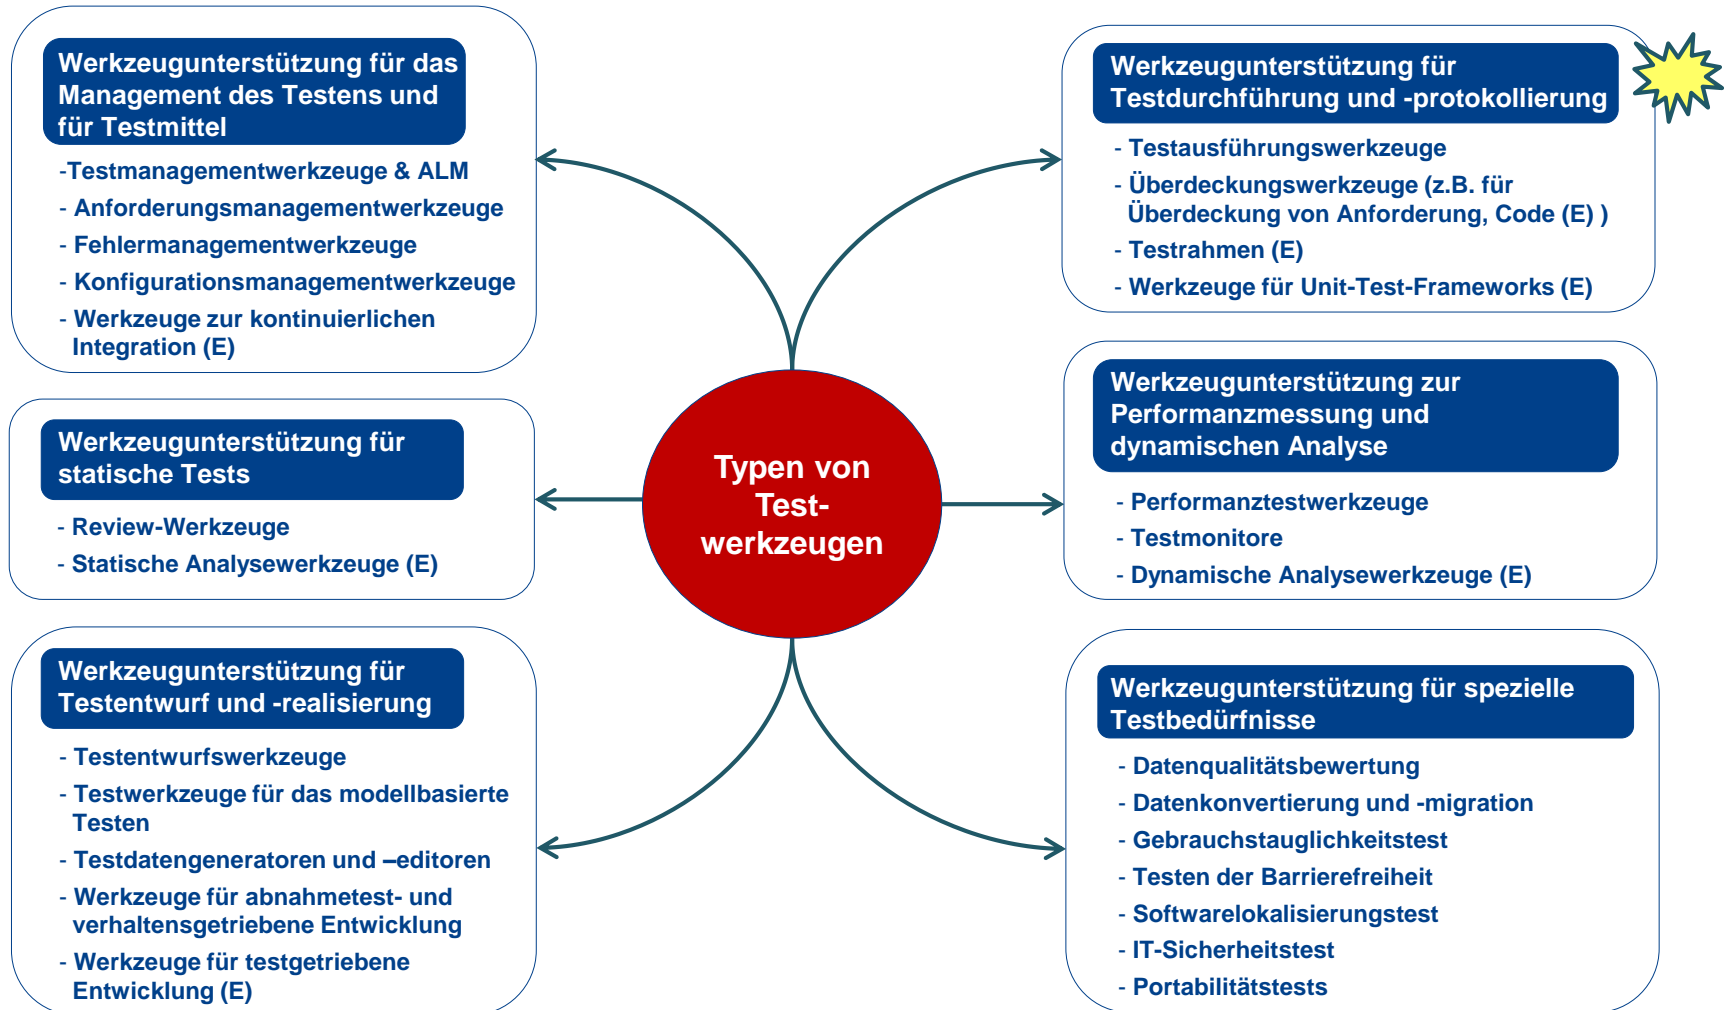 Werkzeugunterstützung für das
Management des Testens und
für Testmittel
-Testmanagementwerkzeuge & ALM
- Anforderungsmanagementwerkzeuge
- Fehlermanagementwerkzeuge
- Konfigurationsmanagementwerkzeuge
- Werkzeuge zur kontinuierlichen
Integration (E)
Werkzeugunterstützung für
statische Tests
- Review-Werkzeuge
- Statische Analysewerkzeuge (E)
Werkzeugunterstützung für
Testentwurf und -realisierung
- Testentwurfswerkzeuge
- Testwerkzeuge für das modellbasierte
Testen
- Testdatengeneratoren und –editoren
- Werkzeuge für abnahmetest- und
verhaltensgetriebene Entwicklung
- Werkzeuge für testgetriebene
Entwicklung (E)
Typen von
Test-
werkzeugen
Werkzeugunterstützung für
Testdurchführung und -protokollierung
- Testausführungswerkzeuge
- Überdeckungswerkzeuge (z.B. für
Überdeckung von Anforderung, Code (E) )
- Testrahmen (E)
- Werkzeuge für Unit-Test-Frameworks (E)
Werkzeugunterstützung zur
Performanzmessung und
dynamischen Analyse
- Performanztestwerkzeuge
- Testmonitore
- Dynamische Analysewerkzeuge (E)
Werkzeugunterstützung für spezielle
Testbedürfnisse
- Datenqualitätsbewertung
- Datenkonvertierung und -migration
- Gebrauchstauglichkeitstest
- Testen der Barrierefreiheit
- Softwarelokalisierungstest
- IT-Sicherheitstest
- Portabilitätstests